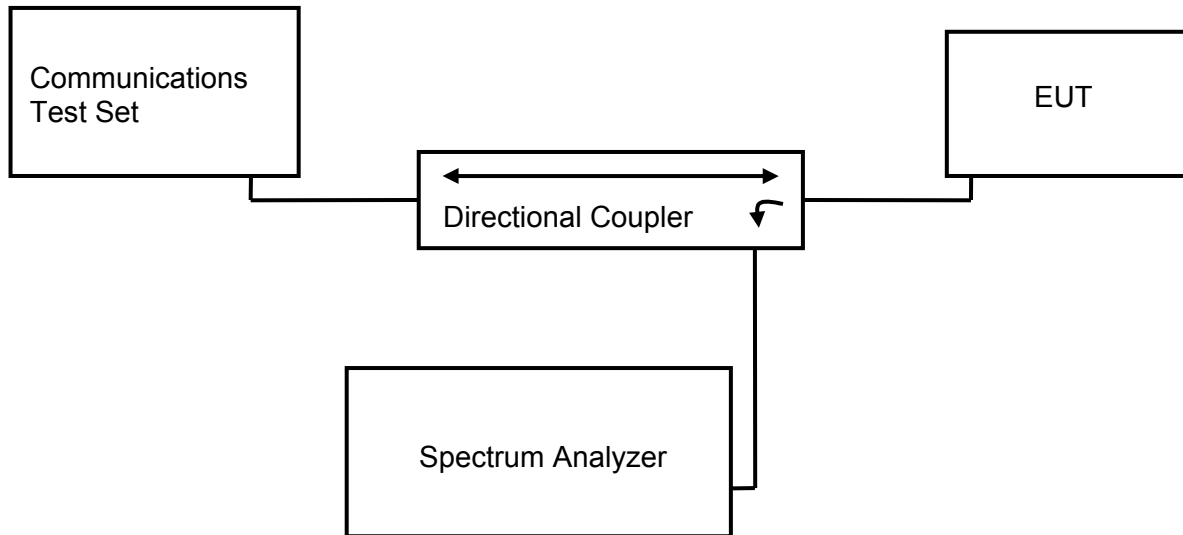 Communications
Test Set
EUT
Directional Coupler
Spectrum Analyzer